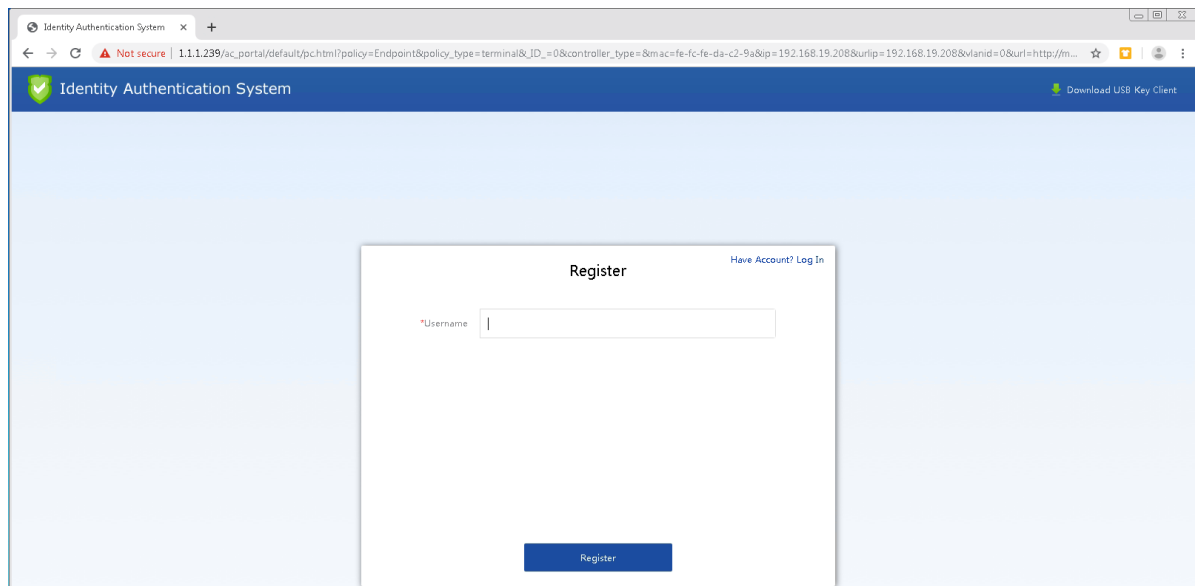 Identity Authentication System
Not secure | 1.1.1.239/ac_portal/default/pc.html?policy=Endpoint&policy_type=terminal&_ID_=0&controller_type=&mac=fe-fc-fe-da-c2-9a&ip=192.168.19.208&urlip=192.168.19.208&vlanid=0&url=http://m...
Identity Authentication System
Download USB Key Client
Have Account? Log In
Register
*Username
Register